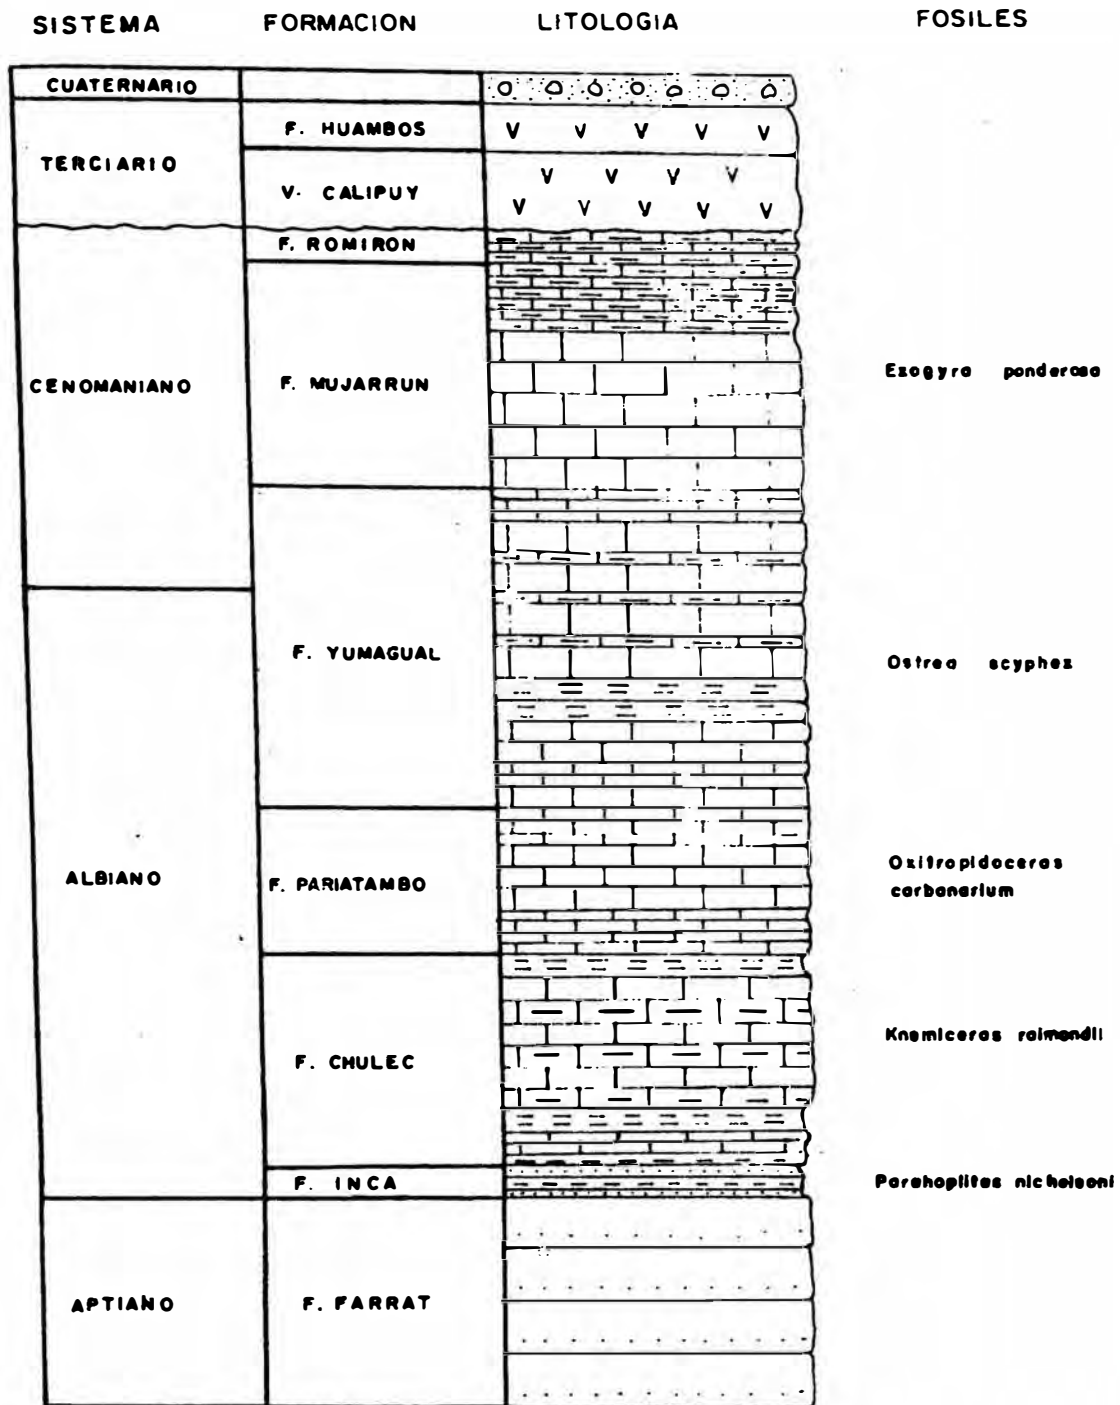 SISTEMA FORMACION LITOLOGIA FOSILES
CUATERNARIO
F. HUAMBOS
TERCIARIO
V. CALIPUY
F. ROMIRON
CENOMANIANO F. MUJARRUN Exogyra ponderosa
F. YUMAGUAL Ostrea scyphex
ALBIANO F. PARIATAMBO Oxitropidoceras
carbonarium
F. CHULEC Knemiceras raimondii
F. INCA Parahoplites nicholsoni
APTIANO F. FARRAT